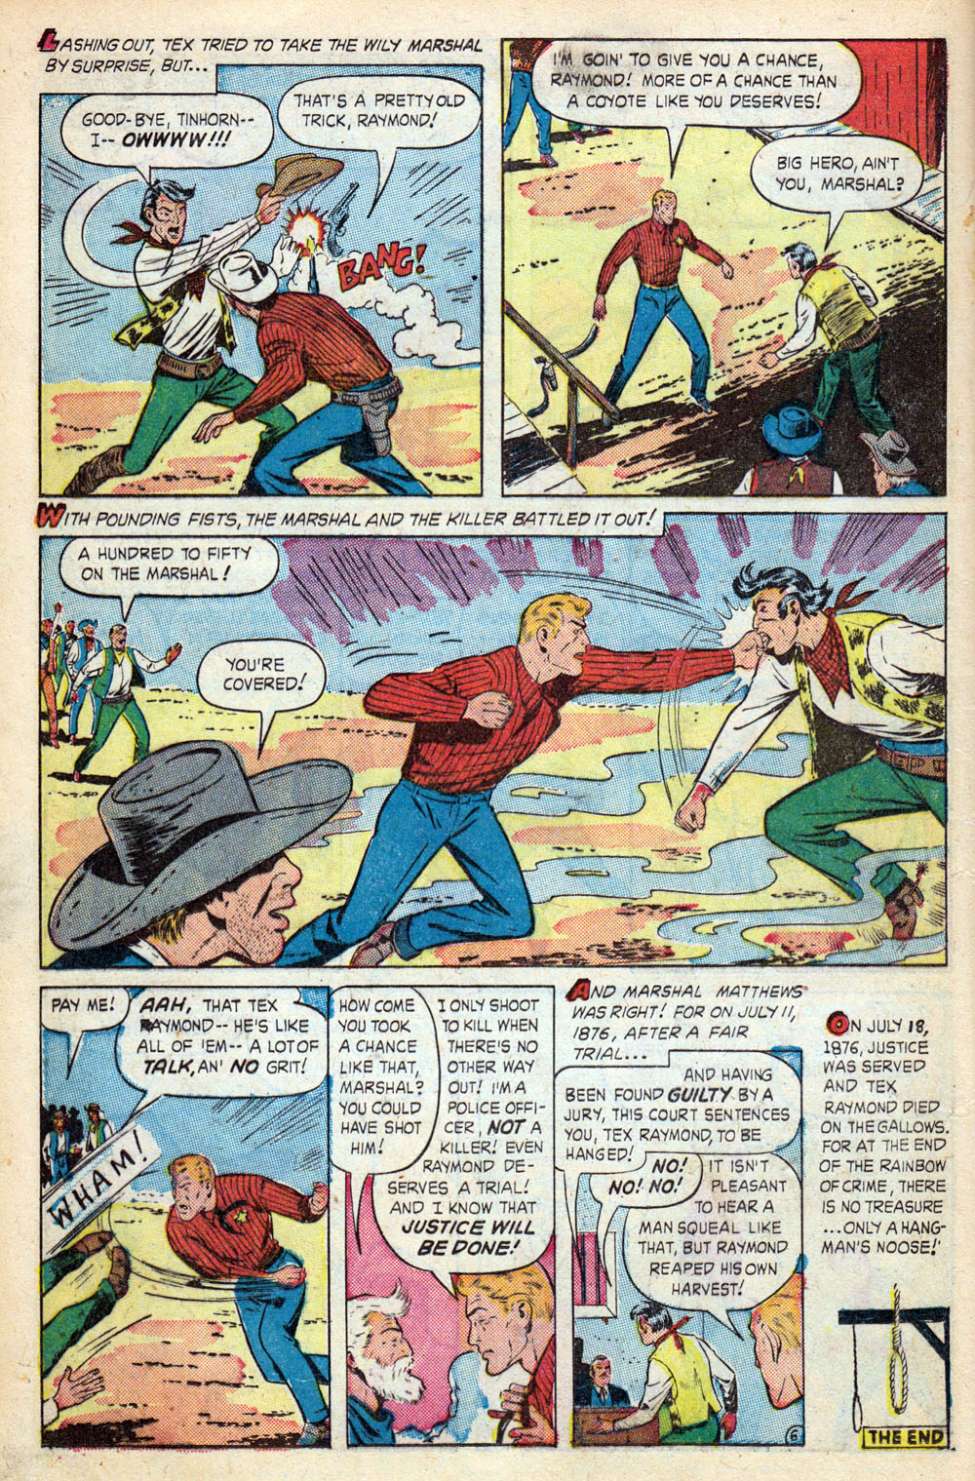 LASHING OUT, TEX TRIED TO TAKE THE WILY MARSHAL
BY SURPRISE, BUT...
GOOD-BYE, TINHORN--
I-- OWWWW!!!
THAT'S A PRETTY OLD
TRICK, RAYMOND!
BANG!
I'M GOIN' TO GIVE YOU A CHANCE,
RAYMOND! MORE OF A CHANCE THAN
A COYOTE LIKE YOU DESERVES!
BIG HERO, AIN'T
YOU, MARSHAL?
WITH POUNDING FISTS, THE MARSHAL AND THE KILLER BATTLED IT OUT!
A HUNDRED TO FIFTY
ON THE MARSHAL!
YOU'RE
COVERED!
PAY ME!
AAH, THAT TEX
RAYMOND-- HE'S LIKE
ALL OF 'EM-- A LOT OF
TALK, AN' NO GRIT!
WHAM!
HOW COME
YOU TOOK
A CHANCE
LIKE THAT,
MARSHAL?
YOU COULD
HAVE SHOT
HIM!
I ONLY SHOOT
TO KILL WHEN
THERE'S NO
OTHER WAY
OUT! I'M A
POLICE OFFI-
CER, NOT A
KILLER! EVEN
RAYMOND DE-
SERVES A TRIAL!
AND I KNOW THAT
JUSTICE WILL
BE DONE!
AND MARSHAL MATTHEWS
WAS RIGHT! FOR ON JULY 11,
1876, AFTER A FAIR
TRIAL...
AND HAVING
BEEN FOUND GUILTY BY A
JURY, THIS COURT SENTENCES
YOU, TEX RAYMOND, TO BE
HANGED!
NO!
NO! NO!
IT ISN'T
PLEASANT
TO HEAR A
MAN SQUEAL LIKE
THAT, BUT RAYMOND
REAPED HIS OWN
HARVEST!
6
ON JULY 18,
1876, JUSTICE
WAS SERVED
AND TEX
RAYMOND DIED
ON THE GALLOWS.
FOR AT THE END
OF THE RAINBOW
OF CRIME, THERE
IS NO TREASURE
...ONLY A HANG-
MAN'S NOOSE!
THE END